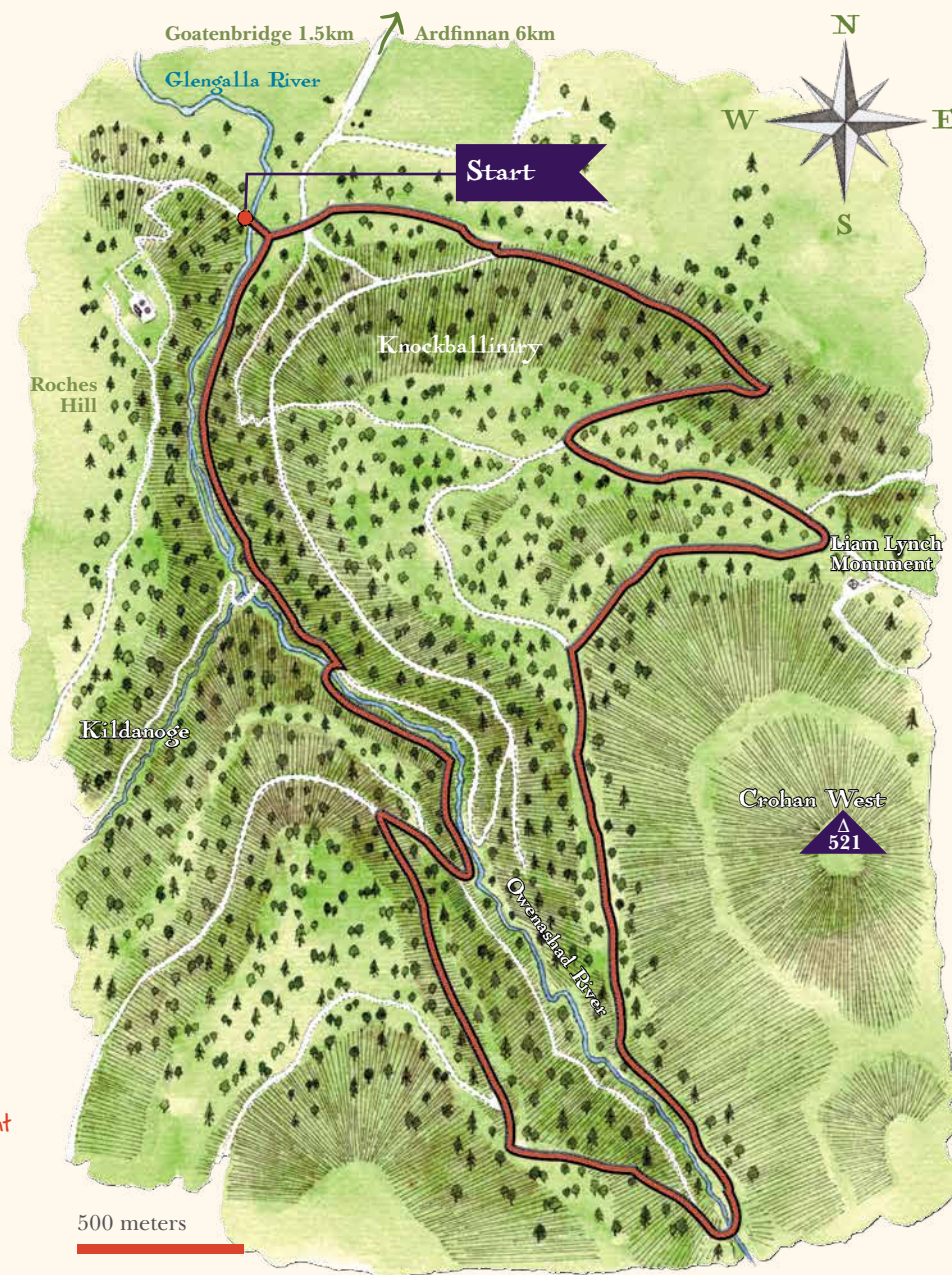 Goatenbridge 1.5km
Ardfinnan 6km
N
Glengalla River
W
E
Start
S
Knockballiniry
Roches
Hill
Liam Lynch
Monument
Kildanoge
Crohan West
Δ
521
Owenashad River
500 meters